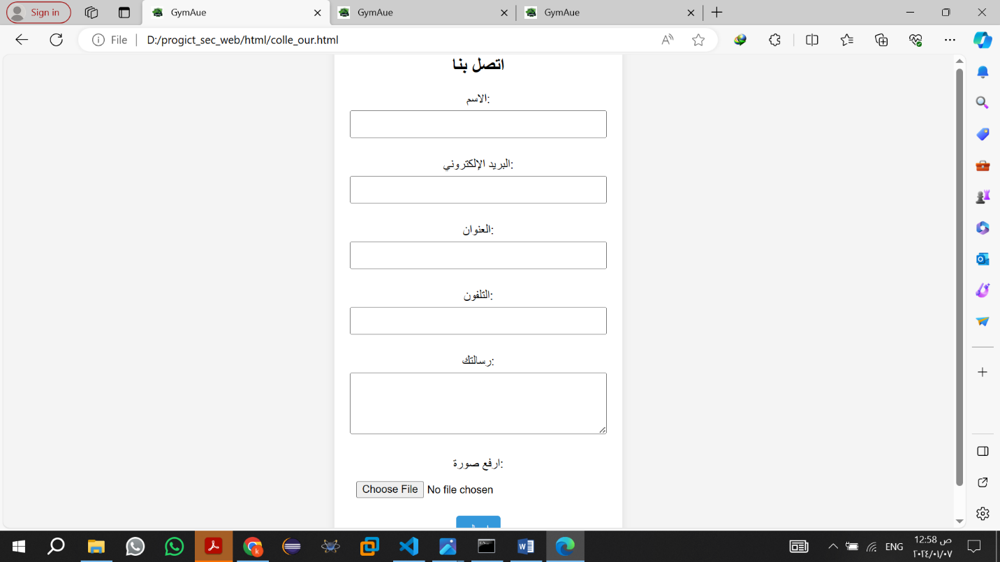 Sign in
GymAue
GymAue
GymAue
File
D:/progict_sec_web/html/colle_our.html
اتصل بنا
الاسم:
البريد الإلكتروني:
العنوان:
التلفون:
رسالتك:
ارفع صورة:
Choose File No file chosen
ENG
12:58 ص
٢٠٢٤/٠١/٠٧